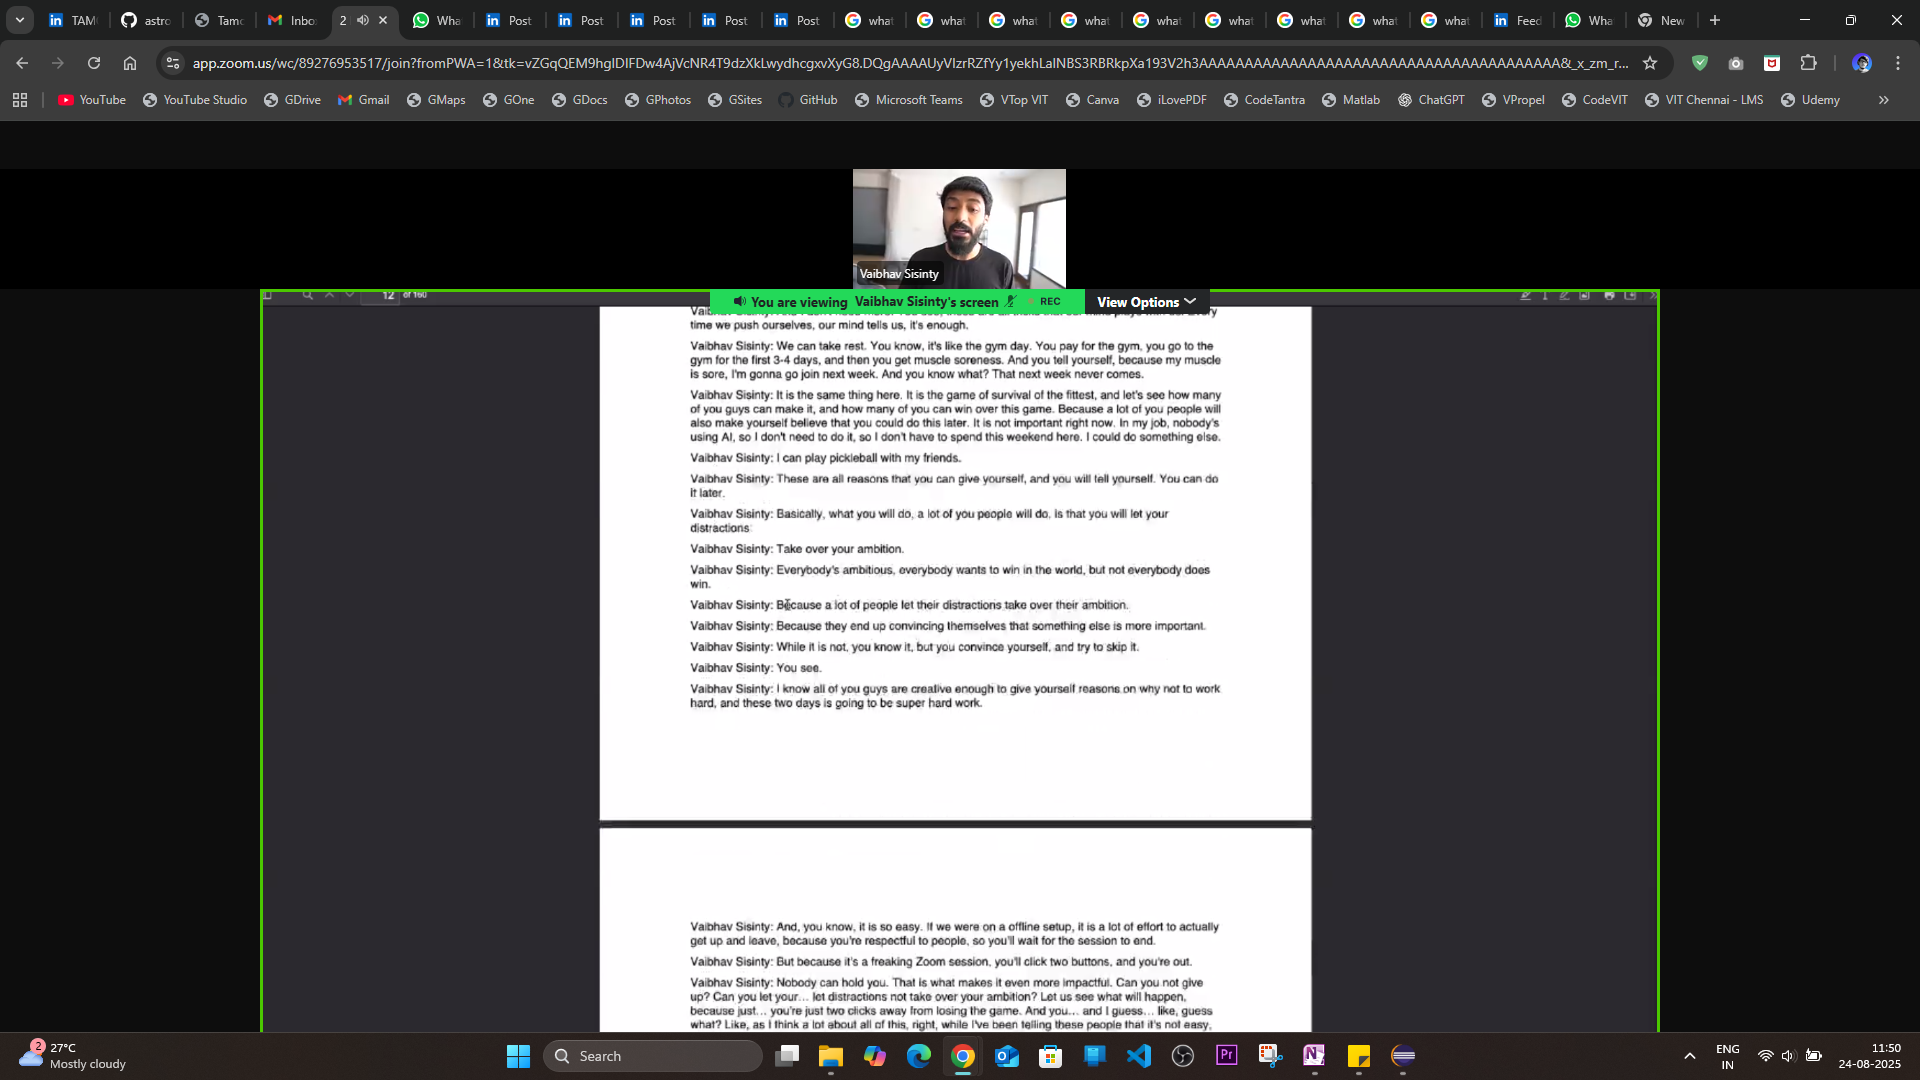 TAM
astro
Tamc
Inbo
2
Wha
Post
Post
Post
Post
Post
what
what
what
what
what
what
what
what
what
Feed
Wha
New
app.zoom.us/wc/89276953517/join?fromPWA=1&tk=
YouTube
YouTube Studio
GDrive
Gmail
GMaps
GOne
GDocs
GPhotos
GSites
GitHub
Microsoft Teams
VTop VIT
Canva
iLovePDF
CodeTantra
Matlab
ChatGPT
VPropel
CodeVIT
VIT Chennai - LMS
Udemy
Vaibhav Sisinty
12 of 160
You are viewing Vaibhav Sisinty's screen
REC
View Options
time we push ourselves, our mind tells us, it's enough.
Vaibhav Sisinty: We can take rest. You know, it's like the gym day. You pay for the gym, you go to the
gym for the first 3-4 days, and then you get muscle soreness. And you tell yourself, because my muscle
is sore, I'm gonna go join next week. And you know what? That next week never comes.
Vaibhav Sisinty: It is the same thing here. It is the game of survival of the fittest, and let's see how many
of you guys can make it, and how many of you can win over this game. Because a lot of you people will
also make yourself believe that you could do this later. It is not important right now. In my job, nobody's
using AI, so I don't need to do it, so I don't have to spend this weekend here. I could do something else.
Vaibhav Sisinty: I can play pickleball with my friends.
Vaibhav Sisinty: These are all reasons that you can give yourself, and you will tell yourself. You can do
it later.
Vaibhav Sisinty: Basically, what you will do, a lot of you people will do, is that you will let your
distractions
Vaibhav Sisinty: Take over your ambition.
Vaibhav Sisinty: Everybody's ambitious, everybody wants to win in the world, but not everybody does
win.
Vaibhav Sisinty: Because a lot of people let their distractions take over their ambition.
Vaibhav Sisinty: Because they end up convincing themselves that something else is more important.
Vaibhav Sisinty: While it is not, you know it, but you convince yourself, and try to skip it.
Vaibhav Sisinty: You see.
Vaibhav Sisinty: I know all of you guys are creative enough to give yourself reasons on why not to work
hard, and these two days is going to be super hard work.
Vaibhav Sisinty: And, you know, it is so easy. If we were on a offline setup, it is a lot of effort to actually
get up and leave, because you're respectful to people, so you'll wait for the session to end.
Vaibhav Sisinty: But because it's a freaking Zoom session, you'll click two buttons, and you're out.
Vaibhav Sisinty: Nobody can hold you. That is what makes it even more impactful. Can you not give
up? Can you let your... let distractions not take over your ambition? Let us see what will happen,
because just... you're just two clicks away from losing the game. And you... and I guess... like, guess
what? Like, as I think a lot about all of this, right, while I've been telling these people that it's not easy,
2
27°C
Mostly cloudy
Search
Pr
N
ENG
IN
11:50
24-08-2025